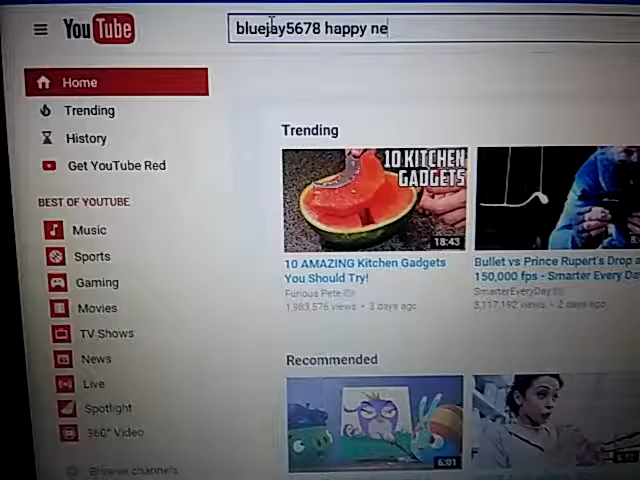 YouTube
bluejay5678 happy ne
Home
Trending
History
Get YouTube Red
BEST OF YOUTUBE
Music
Sports
Gaming
Movies
TV Shows
News
Live
Spotlight
360° Video
Browse channels
Trending
10 KITCHEN
GADGETS
18:43
10 AMAZING Kitchen Gadgets
You Should Try!
Furious Pete
1,983,576 views • 3 days ago
Bullet vs Prince Rupert's Drop a
150,000 fps - Smarter Every Da
SmarterEveryDay
3,117,192 views • 2 days ago
Recommended
6:01